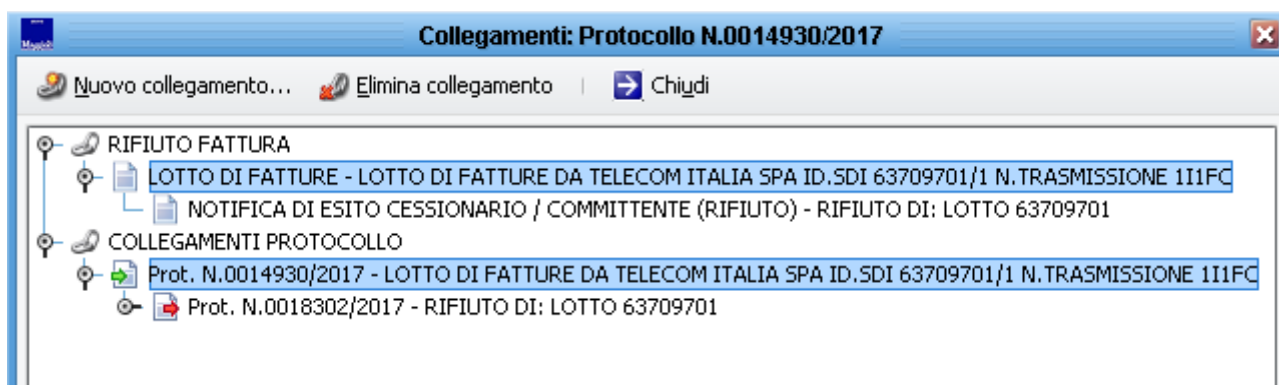 Maggioli
Collegamenti: Protocollo N.0014930/2017
Nuovo collegamento... Elimina collegamento Chiudi
RIFIUTO FATTURA
LOTTO DI FATTURE - LOTTO DI FATTURE DA TELECOM ITALIA SPA ID.SDI 63709701/1 N.TRASMISSIONE 1I1FC
NOTIFICA DI ESITO CESSIONARIO / COMMITTENTE (RIFIUTO) - RIFIUTO DI: LOTTO 63709701
COLLEGAMENTI PROTOCOLLO
Prot. N.0014930/2017 - LOTTO DI FATTURE DA TELECOM ITALIA SPA ID.SDI 63709701/1 N.TRASMISSIONE 1I1FC
Prot. N.0018302/2017 - RIFIUTO DI: LOTTO 63709701